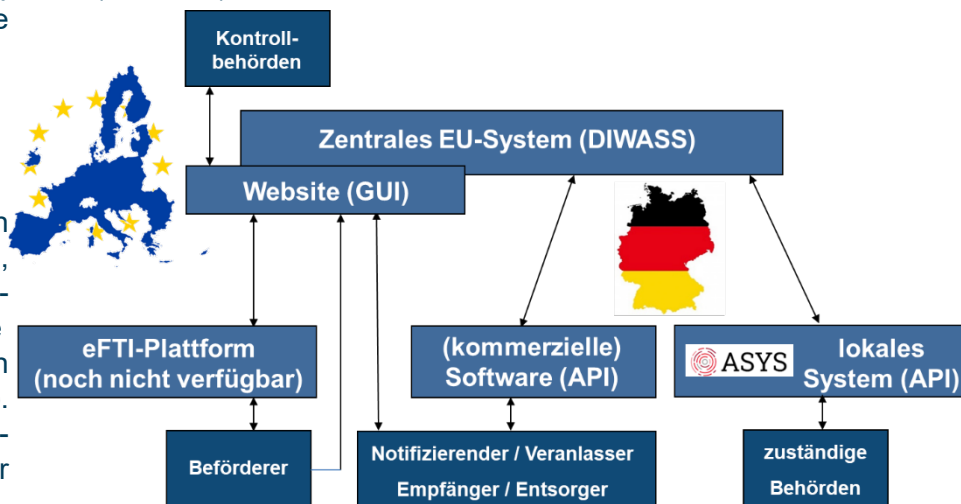 e
n
,
-
e
n
.
-
r
Kontroll-
behörden
Zentrales EU-System (DIWASS)
Website (GUI)
eFTI-Plattform
(noch nicht verfügbar)
(kommerzielle)
Software (API)
ASYS
lokales
System (API)
Beförderer
Notifizierender / Veranlasser
Empfänger / Entsorger
zuständige
Behörden